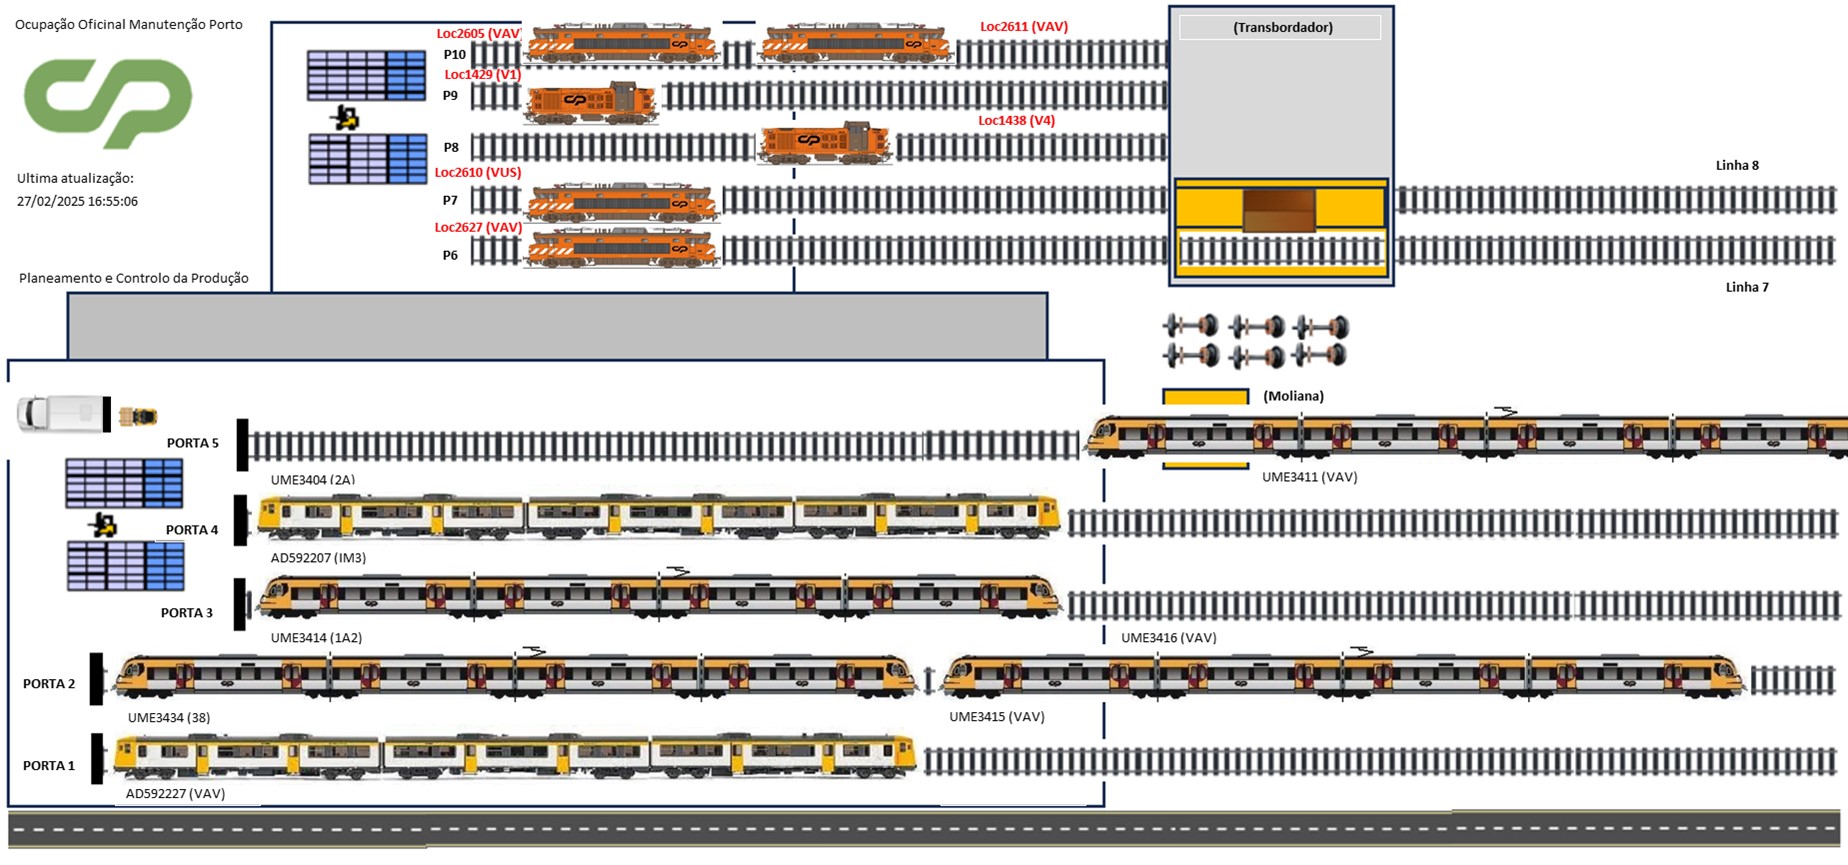 Ocupação Oficinal Manutenção Porto
Ultima atualização:
27/02/2025 16:55:06
Planeamento e Controlo da Produção
Loc2605 (VAV)
Loc2611 (VAV)
P10
Loc1429 (V1)
P9
Loc1438 (V4)
P8
Loc2610 (VUS)
P7
Loc2627 (VAV)
P6
(Transbordador)
Linha 8
Linha 7
(Moliana)
PORTA 5
UME3404 (2A)
UME3411 (VAV)
PORTA 4
AD592207 (IM3)
PORTA 3
UME3414 (1A2)
UME3416 (VAV)
PORTA 2
UME3434 (38)
UME3415 (VAV)
PORTA 1
AD592227 (VAV)